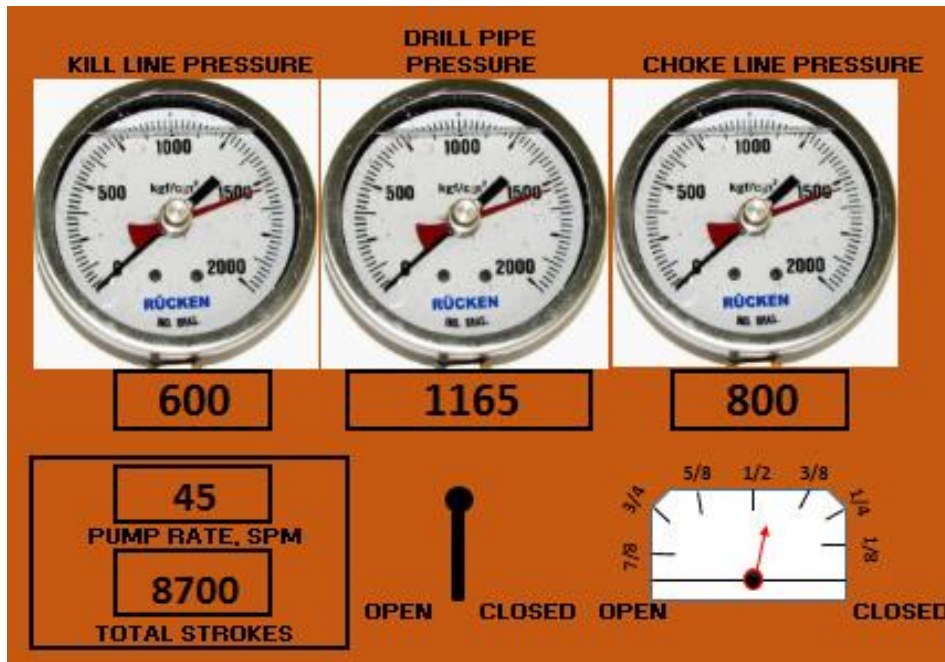 DRILL PIPE
KILL LINE PRESSURE PRESSURE CHOKE LINE PRESSURE
1000
500 1500
kgf/cm²
0 2000
RÜCKEN
IND. BRAS.
1000
500 1500
kgf/cm²
0 2000
RÜCKEN
IND. BRAS.
1000
500 1500
kgf/cm²
0 2000
RÜCKEN
IND. BRAS.
600 1165 800
45
PUMP RATE, SPM
8700
TOTAL STROKES
OPEN CLOSED
7/8 3/4 5/8 1/2 3/8 1/4 1/8
OPEN CLOSED